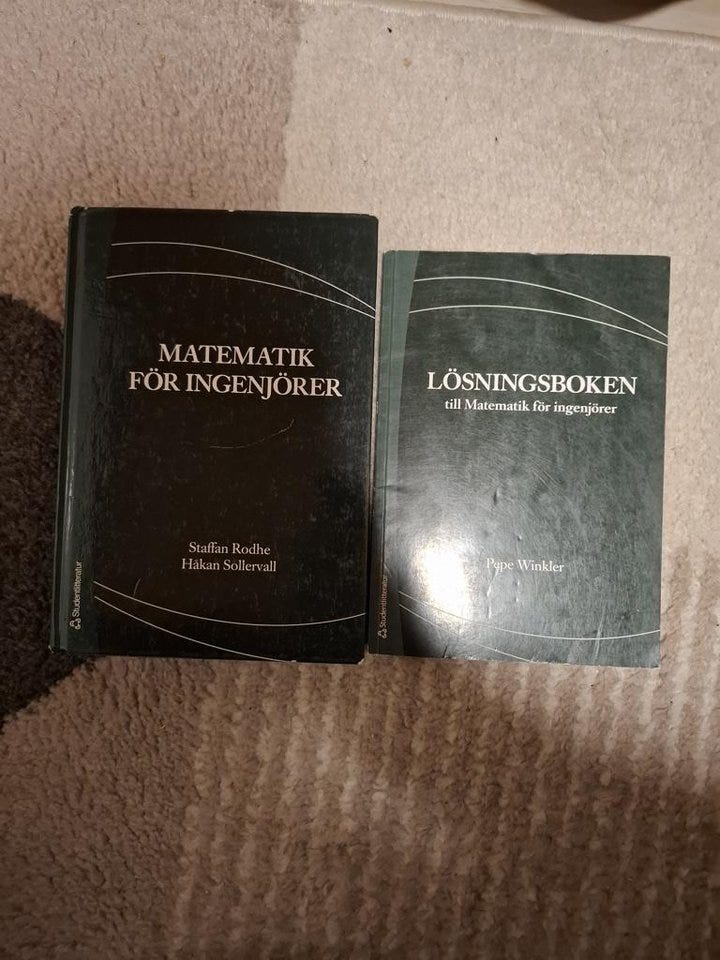 MATEMATIK
FÖR INGENJÖRER
Staffan Rodhe
Håkan Sollervall
Studentlitteratur
LÖSNINGSBOKEN
till Matematik för ingenjörer
Pepe Winkler
Studentlitteratur